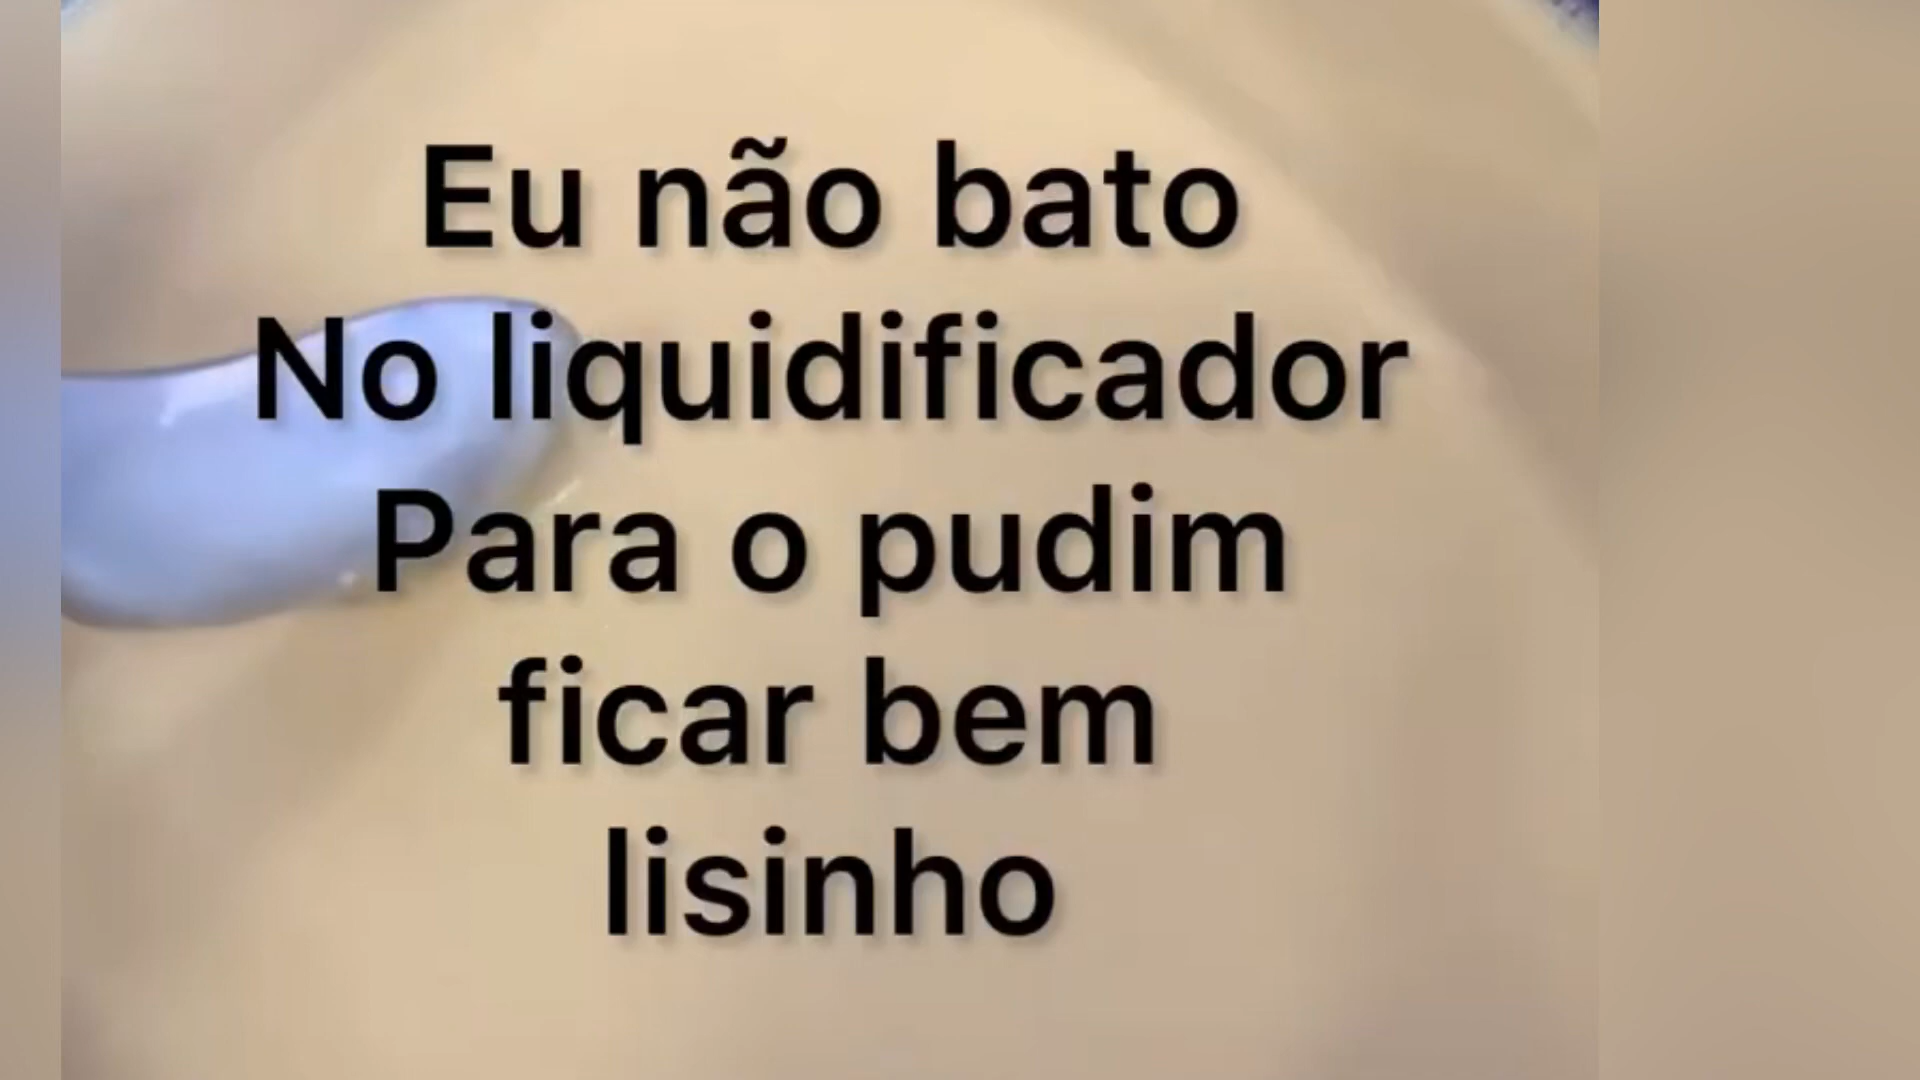 Eu não bato
No liquidificador
Para o pudim
ficar bem
lisinho